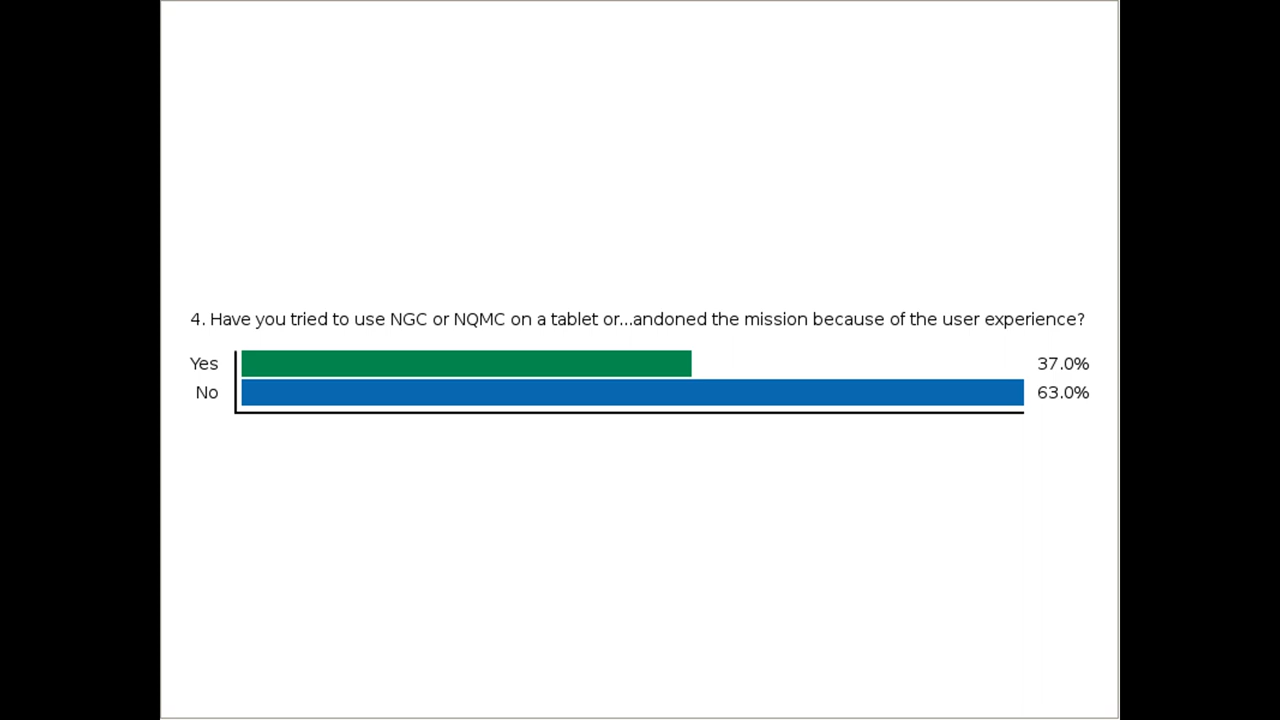 4. Have you tried to use NGC or NQMC on a tablet or...andoned the mission because of the user experience?
Yes 37.0%
No 63.0%